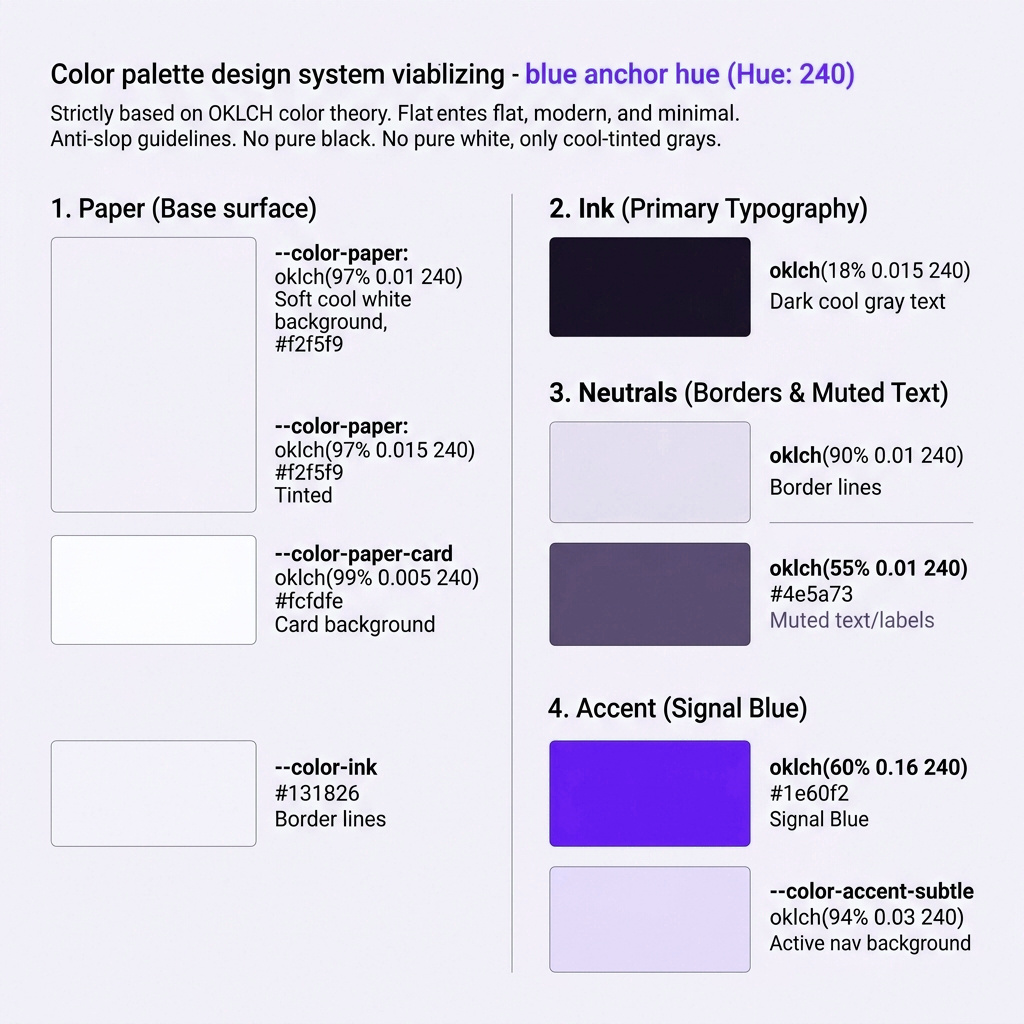 Color palette design system viablizing - blue anchor hue (Hue: 240)
Strictly based on OKLCH color theory. Flat entes flat, modern, and minimal.
Anti-slop guidelines. No pure black. No pure white, only cool-tinted grays.
1. Paper (Base surface)
--color-paper:
oklch(97% 0.01 240)
Soft cool white
background,
#f2f5f9
--color-paper:
oklch(97% 0.015 240)
#f2f5f9
Tinted
--color-paper-card
oklch(99% 0.005 240)
#fcfdfe
Card background
--color-ink
#131826
Border lines
2. Ink (Primary Typography)
oklch(18% 0.015 240)
Dark cool gray text
3. Neutrals (Borders & Muted Text)
oklch(90% 0.01 240)
Border lines
oklch(55% 0.01 240)
#4e5a73
Muted text/labels
4. Accent (Signal Blue)
oklch(60% 0.16 240)
#1e60f2
Signal Blue
--color-accent-subtle
oklch(94% 0.03 240)
Active nav background